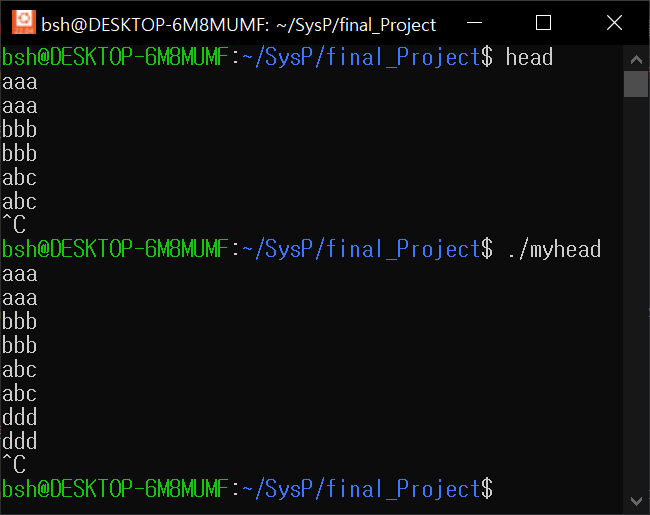 bsh@DESKTOP-6M8MUMF: ~/SysP/final_Project
bsh@DESKTOP-6M8MUMF:~/SysP/final_Project$ head
aaa
aaa
bbb
bbb
abc
abc
^C
bsh@DESKTOP-6M8MUMF:~/SysP/final_Project$ ./myhead
aaa
aaa
bbb
bbb
abc
abc
ddd
ddd
^C
bsh@DESKTOP-6M8MUMF:~/SysP/final_Project$